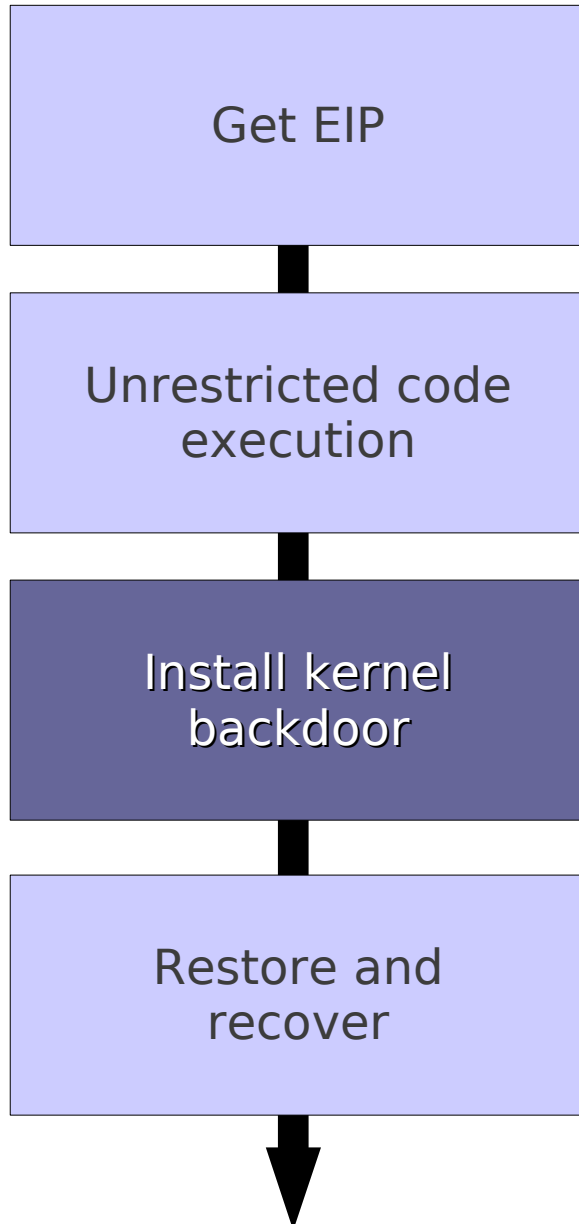 Get EIP
Unrestricted code
execution
Install kernel
backdoor
Restore and
recover